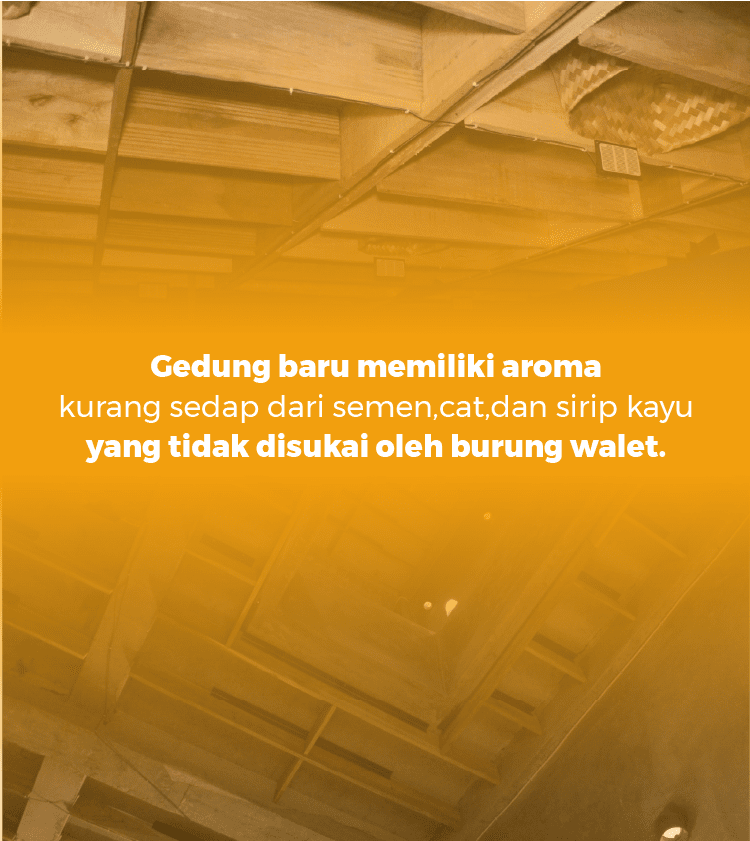 Gedung baru memiliki aroma
kurang sedap dari semen,cat,dan sirip kayu
yang tidak disukai oleh burung walet.